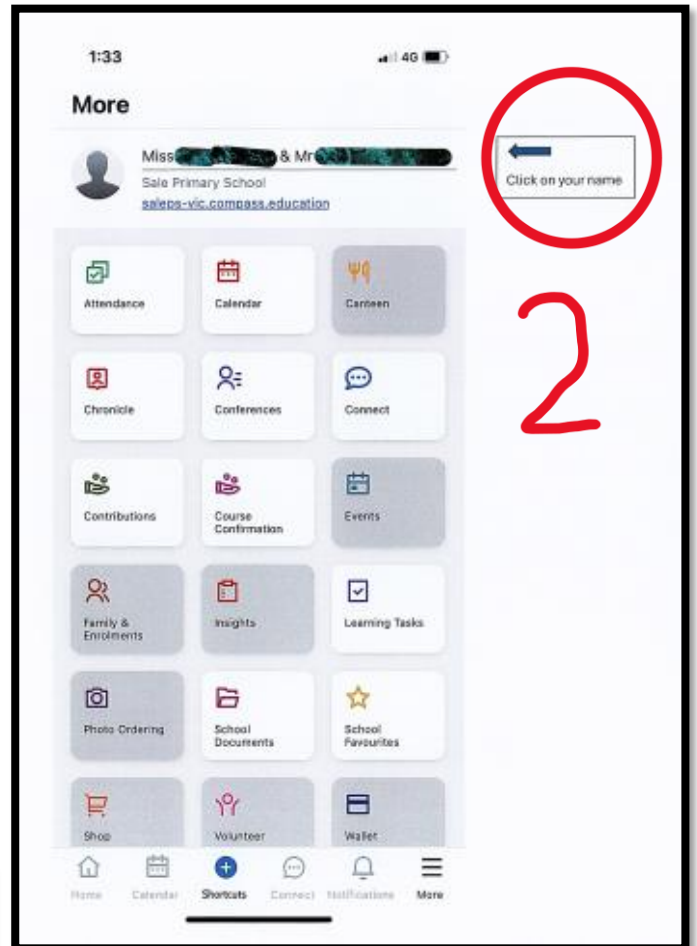 1:33 4G
More
Miss & Mr
Sale Primary School
saleps-vic.compass.education
Click on your name
2
Attendance Calendar Canteen
Chronicle Conferences Connect
Contributions Course Confirmation Events
Family & Enrolments Insights Learning Tasks
Photo Ordering School Documents School Favourites
Shop Volunteer Wallet
Home Calendar Shortcuts Connect Notifications More